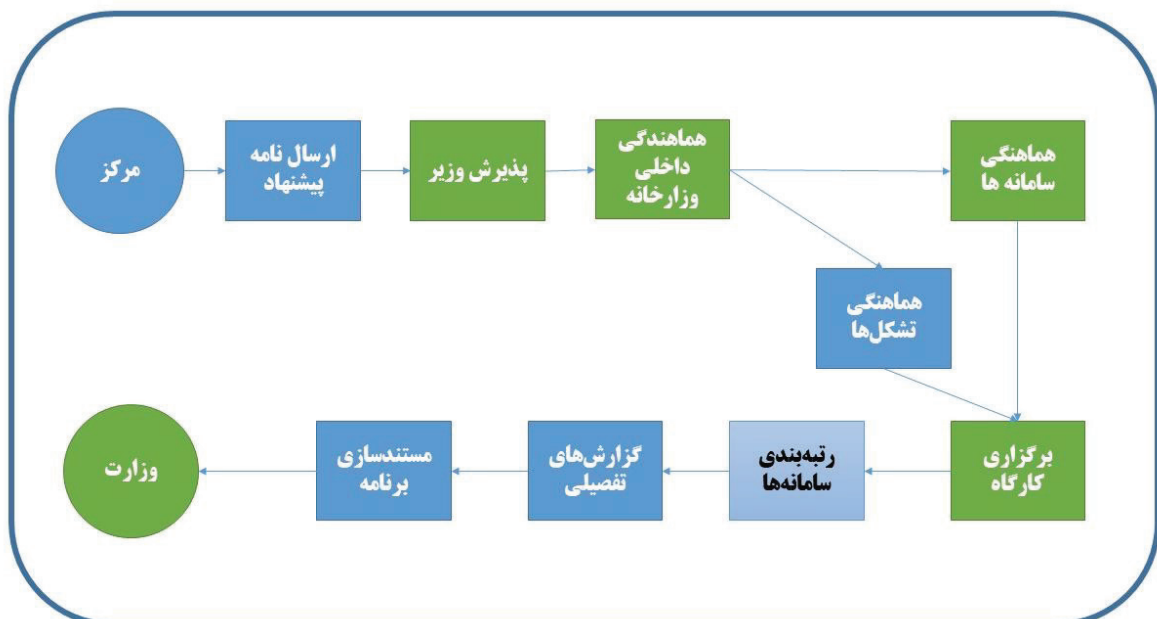 مرکز
ارسال نامه
پیشنهاد
پذیرش وزیر
هماهندگی
داخلی
وزارخانه
هماهنگی
سامانه ها
هماهنگی
تشکل‌ها
برگزاری
کارگاه
رتبه‌بندی
سامانه‌ها
گزارش‌های
تفصیلی
مستندسازی
برنامه
وزارت